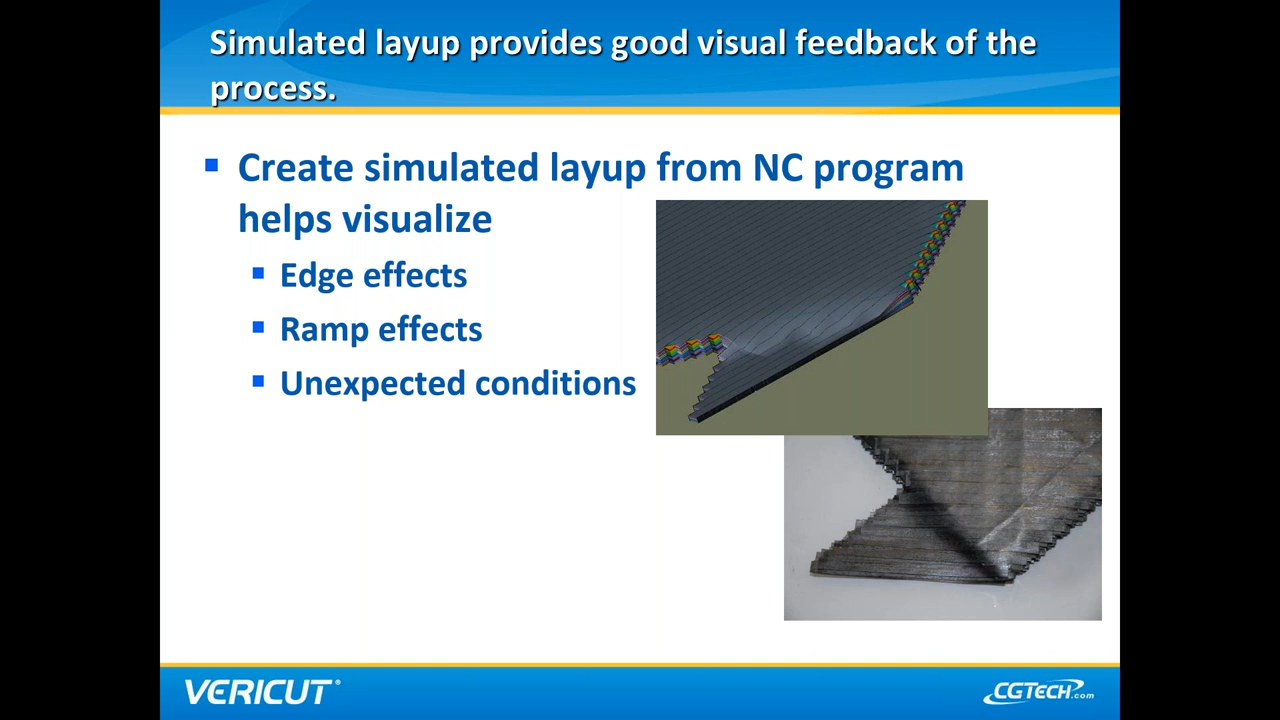 Simulated layup provides good visual feedback of the
process.
Create simulated layup from NC program
helps visualize
Edge effects
Ramp effects
Unexpected conditions
VERICUT®
CGTECH.com